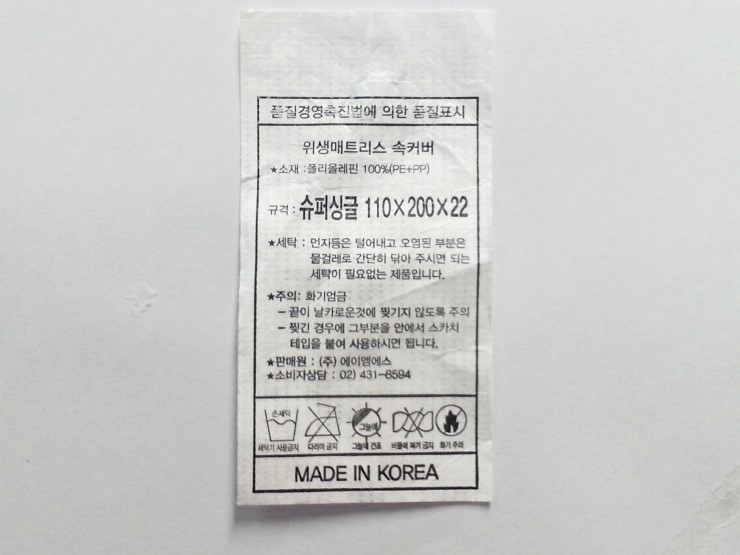 품질경영촉진법에 의한 품질표시
위생매트리스 속커버
★소재 : 폴리올레핀 100%(PE+PP)
규격 : 슈퍼싱글 110×200×22
★세탁 : 먼지등은 털어내고 오염된 부분은
물걸레로 간단히 닦아 주시면 되는
세탁이 필요없는 제품입니다.
★주의: 화기엄금
- 끝이 날카로운것에 찢기지 않도록 주의
- 찢긴 경우에 그부분을 안에서 스카치
테입을 붙여 사용하시면 됩니다.
★판매원 : (주) 에이엠에스
★소비자상담 : 02) 431-8594
손세탁
그늘에
세탁기 사용금지 다리미 금지 그늘에 건조 비틀어 짜기 금지 화기 주의
MADE IN KOREA